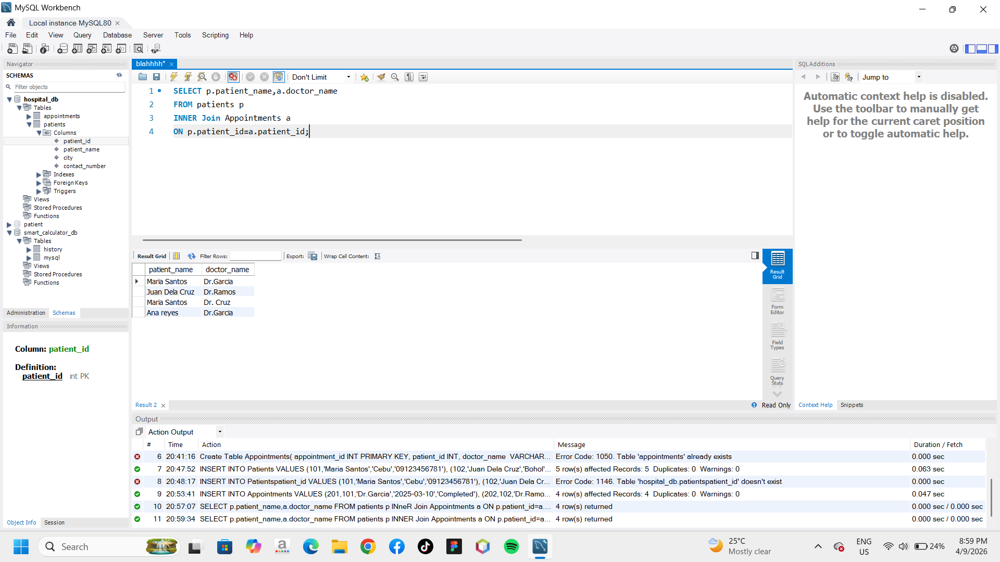 MySQL Workbench
Local instance MySQL80
File Edit View Query Database Server Tools Scripting Help
Navigator
SCHEMAS
Filter objects
hospital_db
Tables
appointments
patients
Columns
patient_id
patient_name
city
contact_number
Indexes
Foreign Keys
Triggers
Views
Stored Procedures
Functions
patient
smart_calculator_db
Tables
history
mysql
Views
Stored Procedures
Functions
Administration Schemas
Information
Column: patient_id
Definition:
patient_id int PK
Object Info Session
blahhhh*
Don't Limit
1 SELECT p.patient_name,a.doctor_name
2 FROM patients p
3 INNER Join Appointments a
4 ON p.patient_id=a.patient_id;
Result Grid Filter Rows: Export: Wrap Cell Content:
patient_name doctor_name
Maria Santos Dr.Garcia
Juan Dela Cruz Dr.Ramos
Maria Santos Dr. Cruz
Ana reyes Dr.Garcia
Result
Grid
Form
Editor
Field
Types
Query
Stats
Result 2
Read Only
SQLAdditions
Jump to
Automatic context help is disabled.
Use the toolbar to manually get
help for the current caret position
or to toggle automatic help.
Context Help Snippets
Output
Action Output
# Time Action Message Duration / Fetch
6 20:41:16 Create Table Appointments( appointment_id INT PRIMARY KEY, patient_id INT, doctor_name VARCHAR... Error Code: 1050. Table 'appointments' already exists 0.000 sec
7 20:47:52 INSERT INTO Patients VALUES (101,'Maria Santos','Cebu','09123456781'), (102,'Juan Dela Cruz','Bohol'... 5 row(s) affected Records: 5 Duplicates: 0 Warnings: 0 0.063 sec
8 20:48:17 INSERT INTO Patientspatient_id VALUES (101,'Maria Santos','Cebu','09123456781'), (102,'Juan Dela Cr... Error Code: 1146. Table 'hospital_db.patientspatient_id' doesn't exist 0.000 sec
9 20:53:41 INSERT INTO Appointments VALUES (201,101,'Dr.Garcia','2025-03-10','Completed'), (202,102,'Dr.Ramo... 4 row(s) affected Records: 4 Duplicates: 0 Warnings: 0 0.047 sec
10 20:57:07 SELECT p.patient_name,a.doctor_name FROM patients p INneR Join Appointments a ON p.patient_id=a.... 4 row(s) returned 0.000 sec / 0.000 sec
11 20:59:34 SELECT p.patient_name,a.doctor_name FROM patients p INNER Join Appointments a ON p.patient_id=a... 4 row(s) returned 0.000 sec / 0.000 sec
Search
25°C
Mostly clear
ENG
US
24%
8:59 PM
4/9/2026